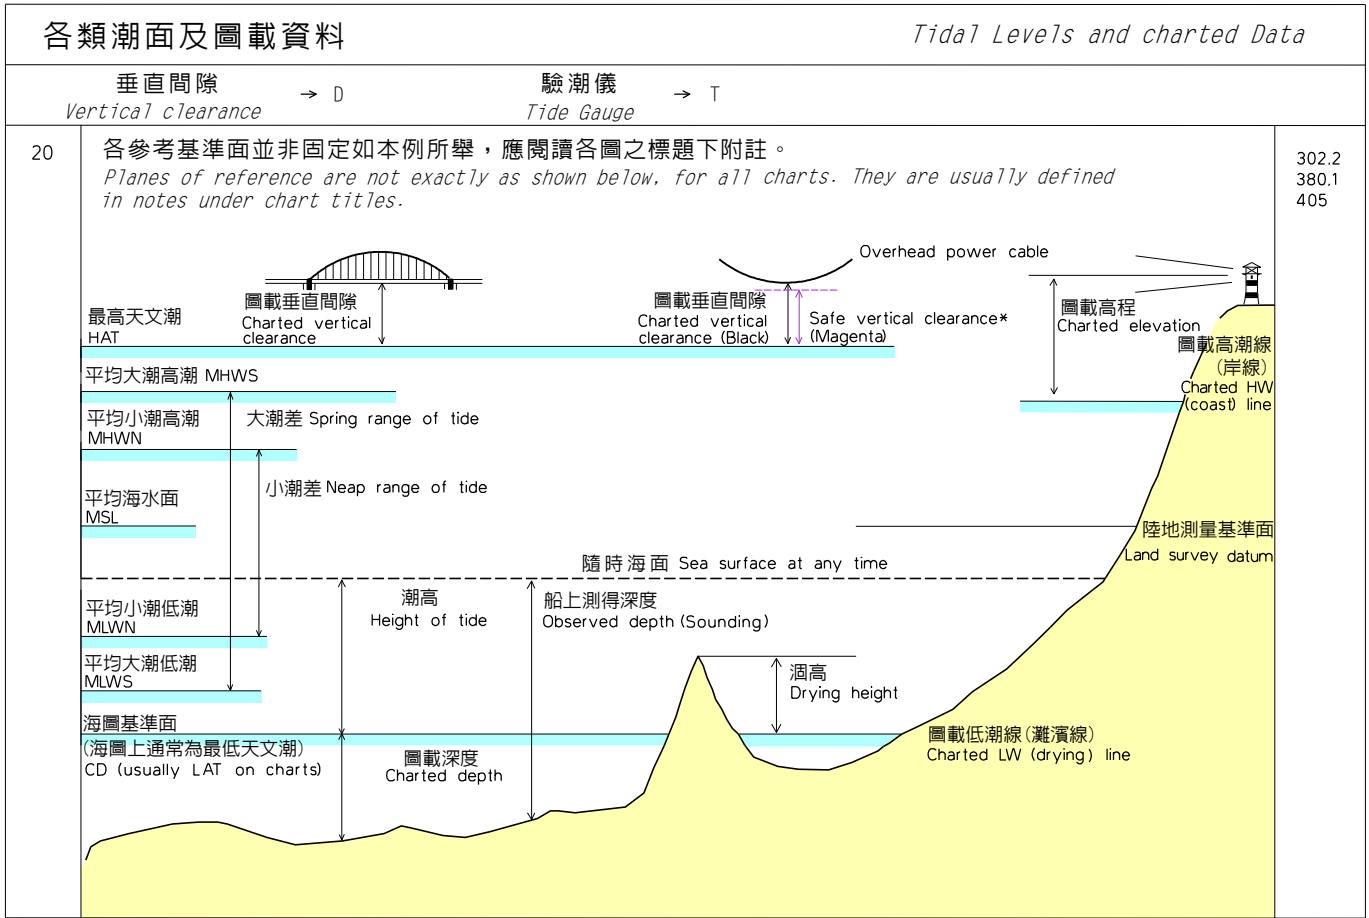 各類潮面及圖載資料
Tidal Levels and charted Data
垂直間隙 → D
Vertical clearance
驗潮儀 → T
Tide Gauge
20
各參考基準面並非固定如本例所舉，應閱讀各圖之標題下附註。
Planes of reference are not exactly as shown below, for all charts. They are usually defined
in notes under chart titles.
302.2
380.1
405
最高天文潮
HAT
圖載垂直間隙
Charted vertical
clearance
圖載垂直間隙
Charted vertical
clearance (Black)
Overhead power cable
Safe vertical clearance*
(Magenta)
圖載高程
Charted elevation
圖載高潮線
(岸線)
Charted HW
(coast) line
平均大潮高潮 MHWS
平均小潮高潮
MHWN
大潮差 Spring range of tide
小潮差 Neap range of tide
平均海水面
MSL
陸地測量基準面
Land survey datum
隨時海面 Sea surface at any time
平均小潮低潮
MLWN
潮高
Height of tide
船上測得深度
Observed depth (Sounding)
平均大潮低潮
MLWS
涸高
Drying height
海圖基準面
(海圖上通常為最低天文潮)
CD (usually LAT on charts)
圖載深度
Charted depth
圖載低潮線(灘濱線)
Charted LW (drying) line